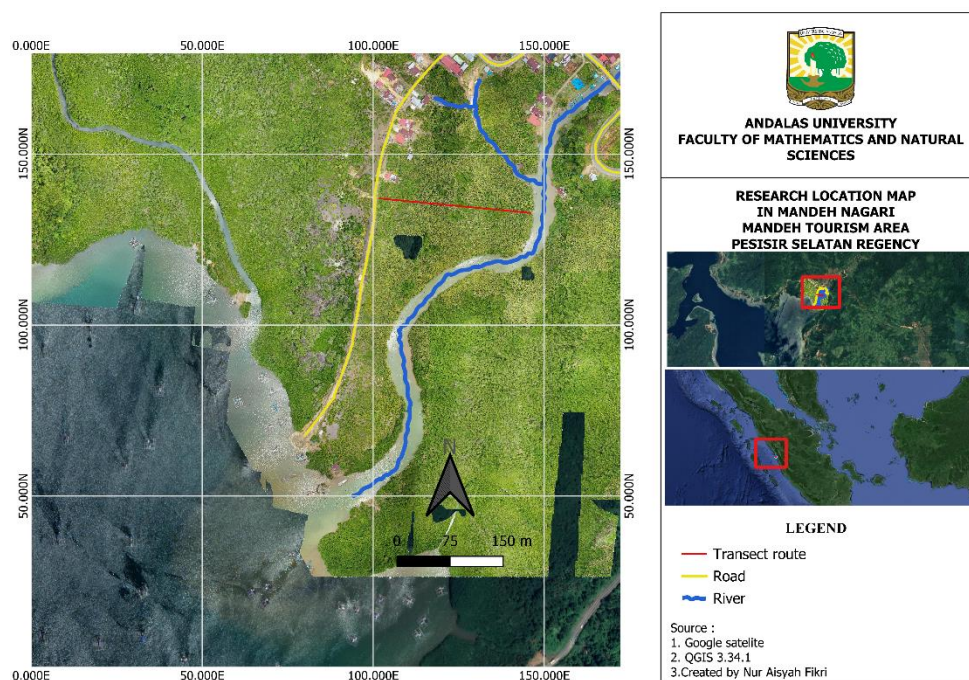 0.000E 50.000E 100.000E 150.000E
150.000N 150.000N
100.000N 100.000N
50.000N 50.000N
N
0 75 150 m
0.000E 50.000E 100.000E 150.000E
ANDALAS UNIVERSITY
FACULTY OF MATHEMATICS AND NATURAL
SCIENCES
RESEARCH LOCATION MAP
IN MANDEH NAGARI
MANDEH TOURISM AREA
PESISIR SELATAN REGENCY
LEGEND
Transect route
Road
River
Source :
1. Google satelite
2. QGIS 3.34.1
3.Created by Nur Aisyah Fikri